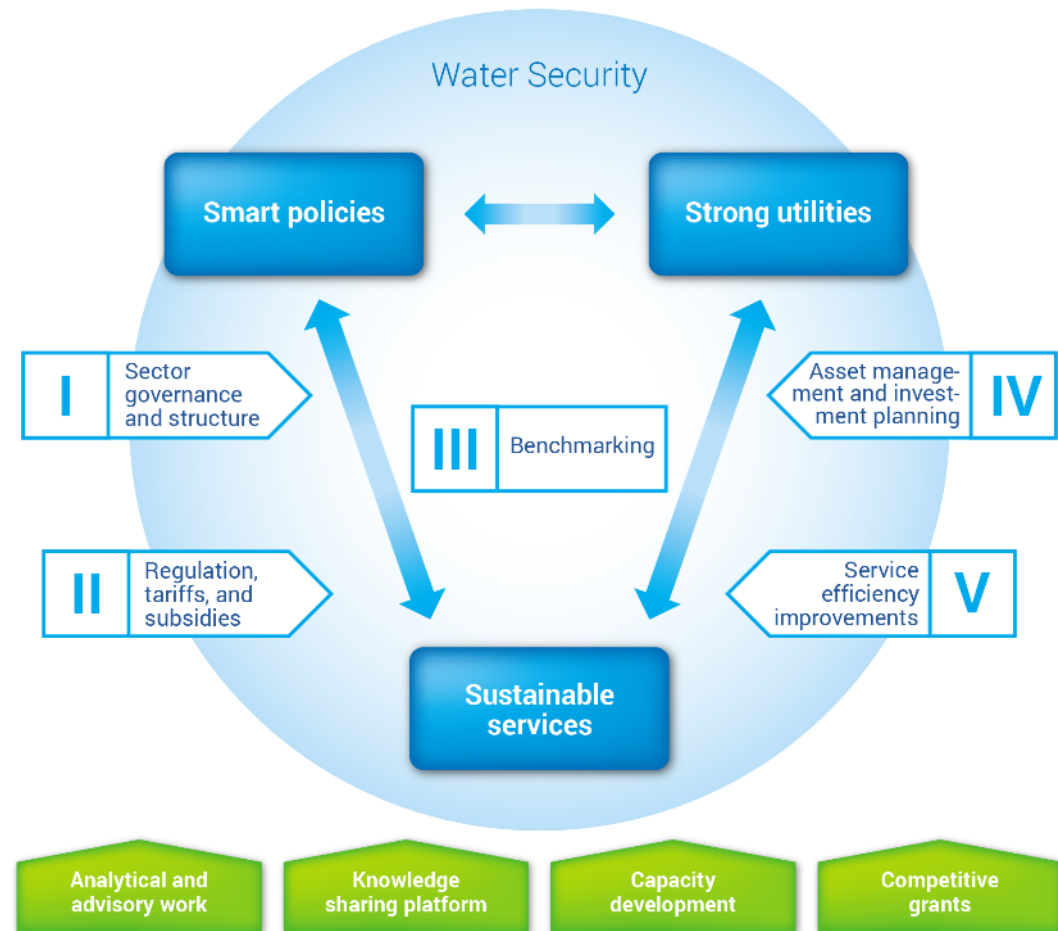 Water Security
Smart policies
Strong utilities
I
Sector
governance
and structure
Asset manage-
ment and invest-
ment planning
IV
III
Benchmarking
II
Regulation,
tariffs, and
subsidies
Service
efficiency
improvements
V
Sustainable
services
Analytical and
advisory work
Knowledge
sharing platform
Capacity
development
Competitive
grants